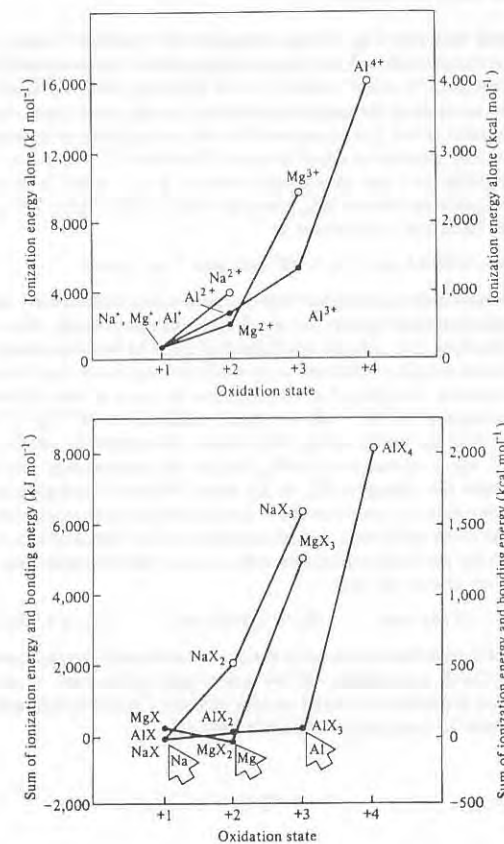 Ionization energy alone (kJ mol⁻¹)
16,000
12,000
8,000
4,000
0
Al⁴⁺
Mg³⁺
Na²⁺
Al²⁺
Na⁺, Mg⁺, Al⁺
Mg²⁺
Al³⁺
4,000
3,000
2,000
1,000
0
Ionization energy alone (kcal mol⁻¹)
+1 +2 +3 +4
Oxidation state
Sum of ionization energy and bonding energy (kJ mol⁻¹)
8,000
6,000
4,000
2,000
0
−2,000
AlX₄
NaX₃
MgX₃
NaX₂
MgX
AlX
NaX
AlX₂
MgX₂
AlX₃
Na
Mg
Al
2,000
1,500
1,000
500
0
−500
Sum of ionization energy and bonding energy (kcal mol⁻¹)
+1 +2 +3 +4
Oxidation state